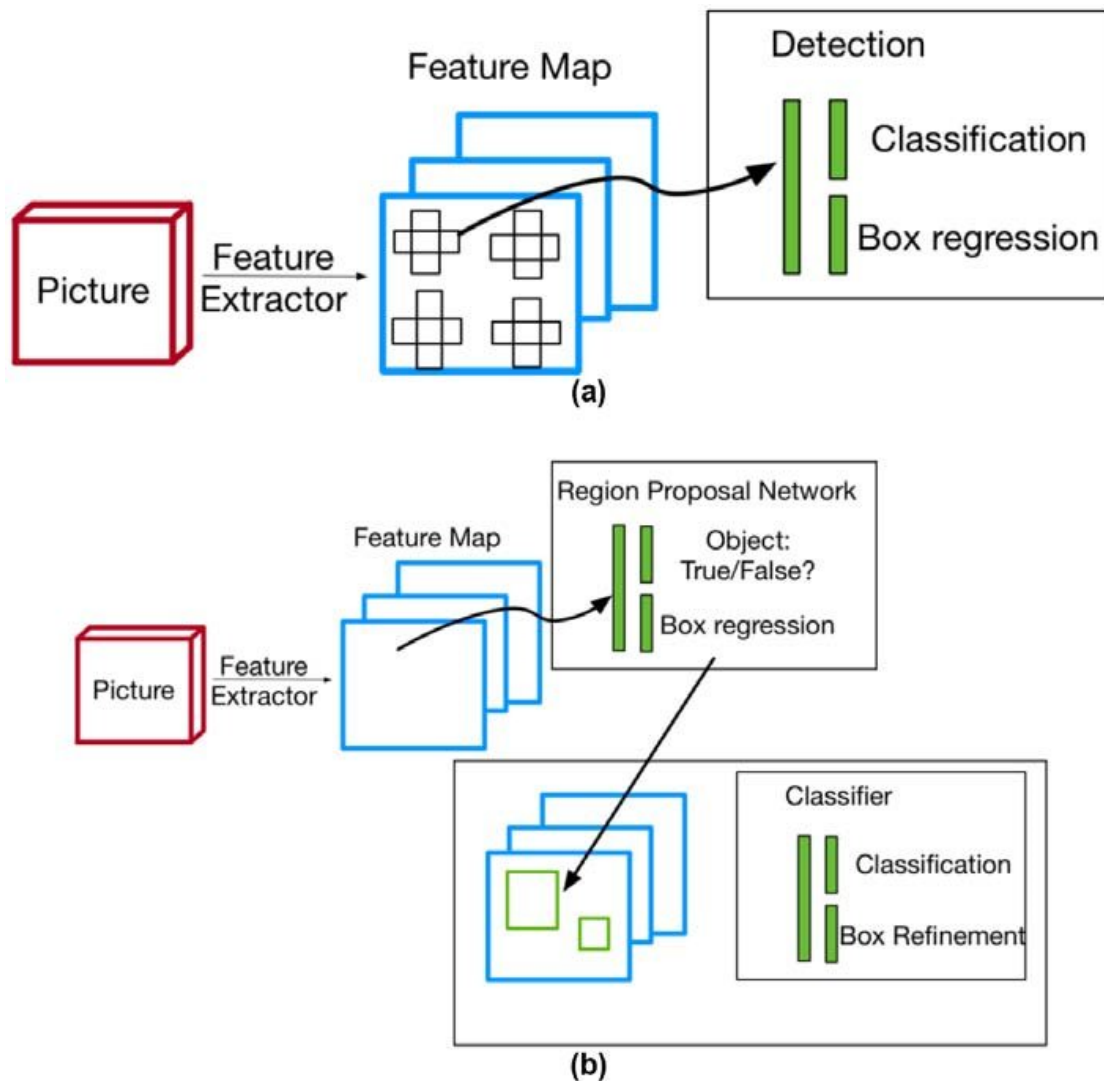 Feature Map
Detection
Classification
Box regression
Picture
Feature
Extractor
(a)
Region Proposal Network
Object:
True/False?
Box regression
Feature Map
Picture
Feature
Extractor
Classifier
Classification
Box Refinement
(b)